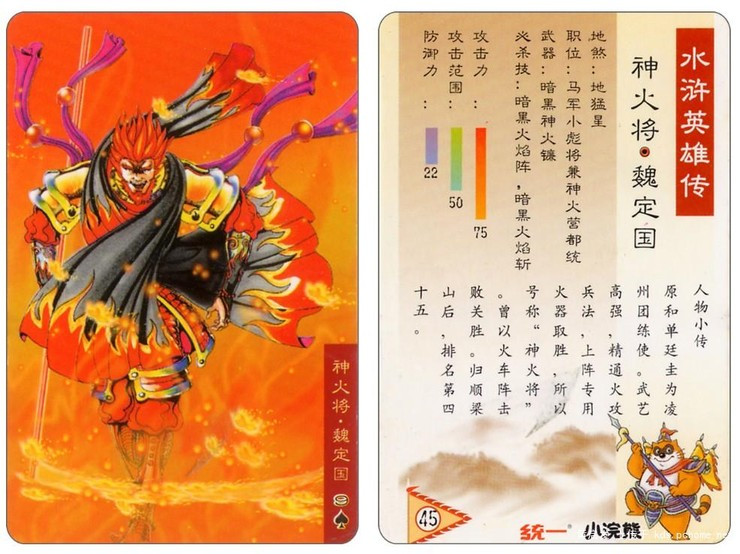 神火将·魏定国
水浒英雄传
神火将·魏定国
地煞：地猛星
职位：马军小彪将兼神火营都统
武器：暗黑神火镰
必杀技：暗黑火焰阵，暗黑火焰斩
攻击力：75
攻击范围：50
防御力：22
人物小传
原和单廷圭为凌
州团练使。武艺
高强，精通火攻
兵法，上阵专用
火器取胜，所以
号称“神火将”
。曾以火车阵击
败关胜。归顺梁
山后，排名第四
十五。
45
统一 小浣熊